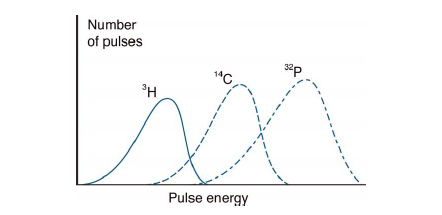 Number
of pulses
³H
¹⁴C
³²P
Pulse energy